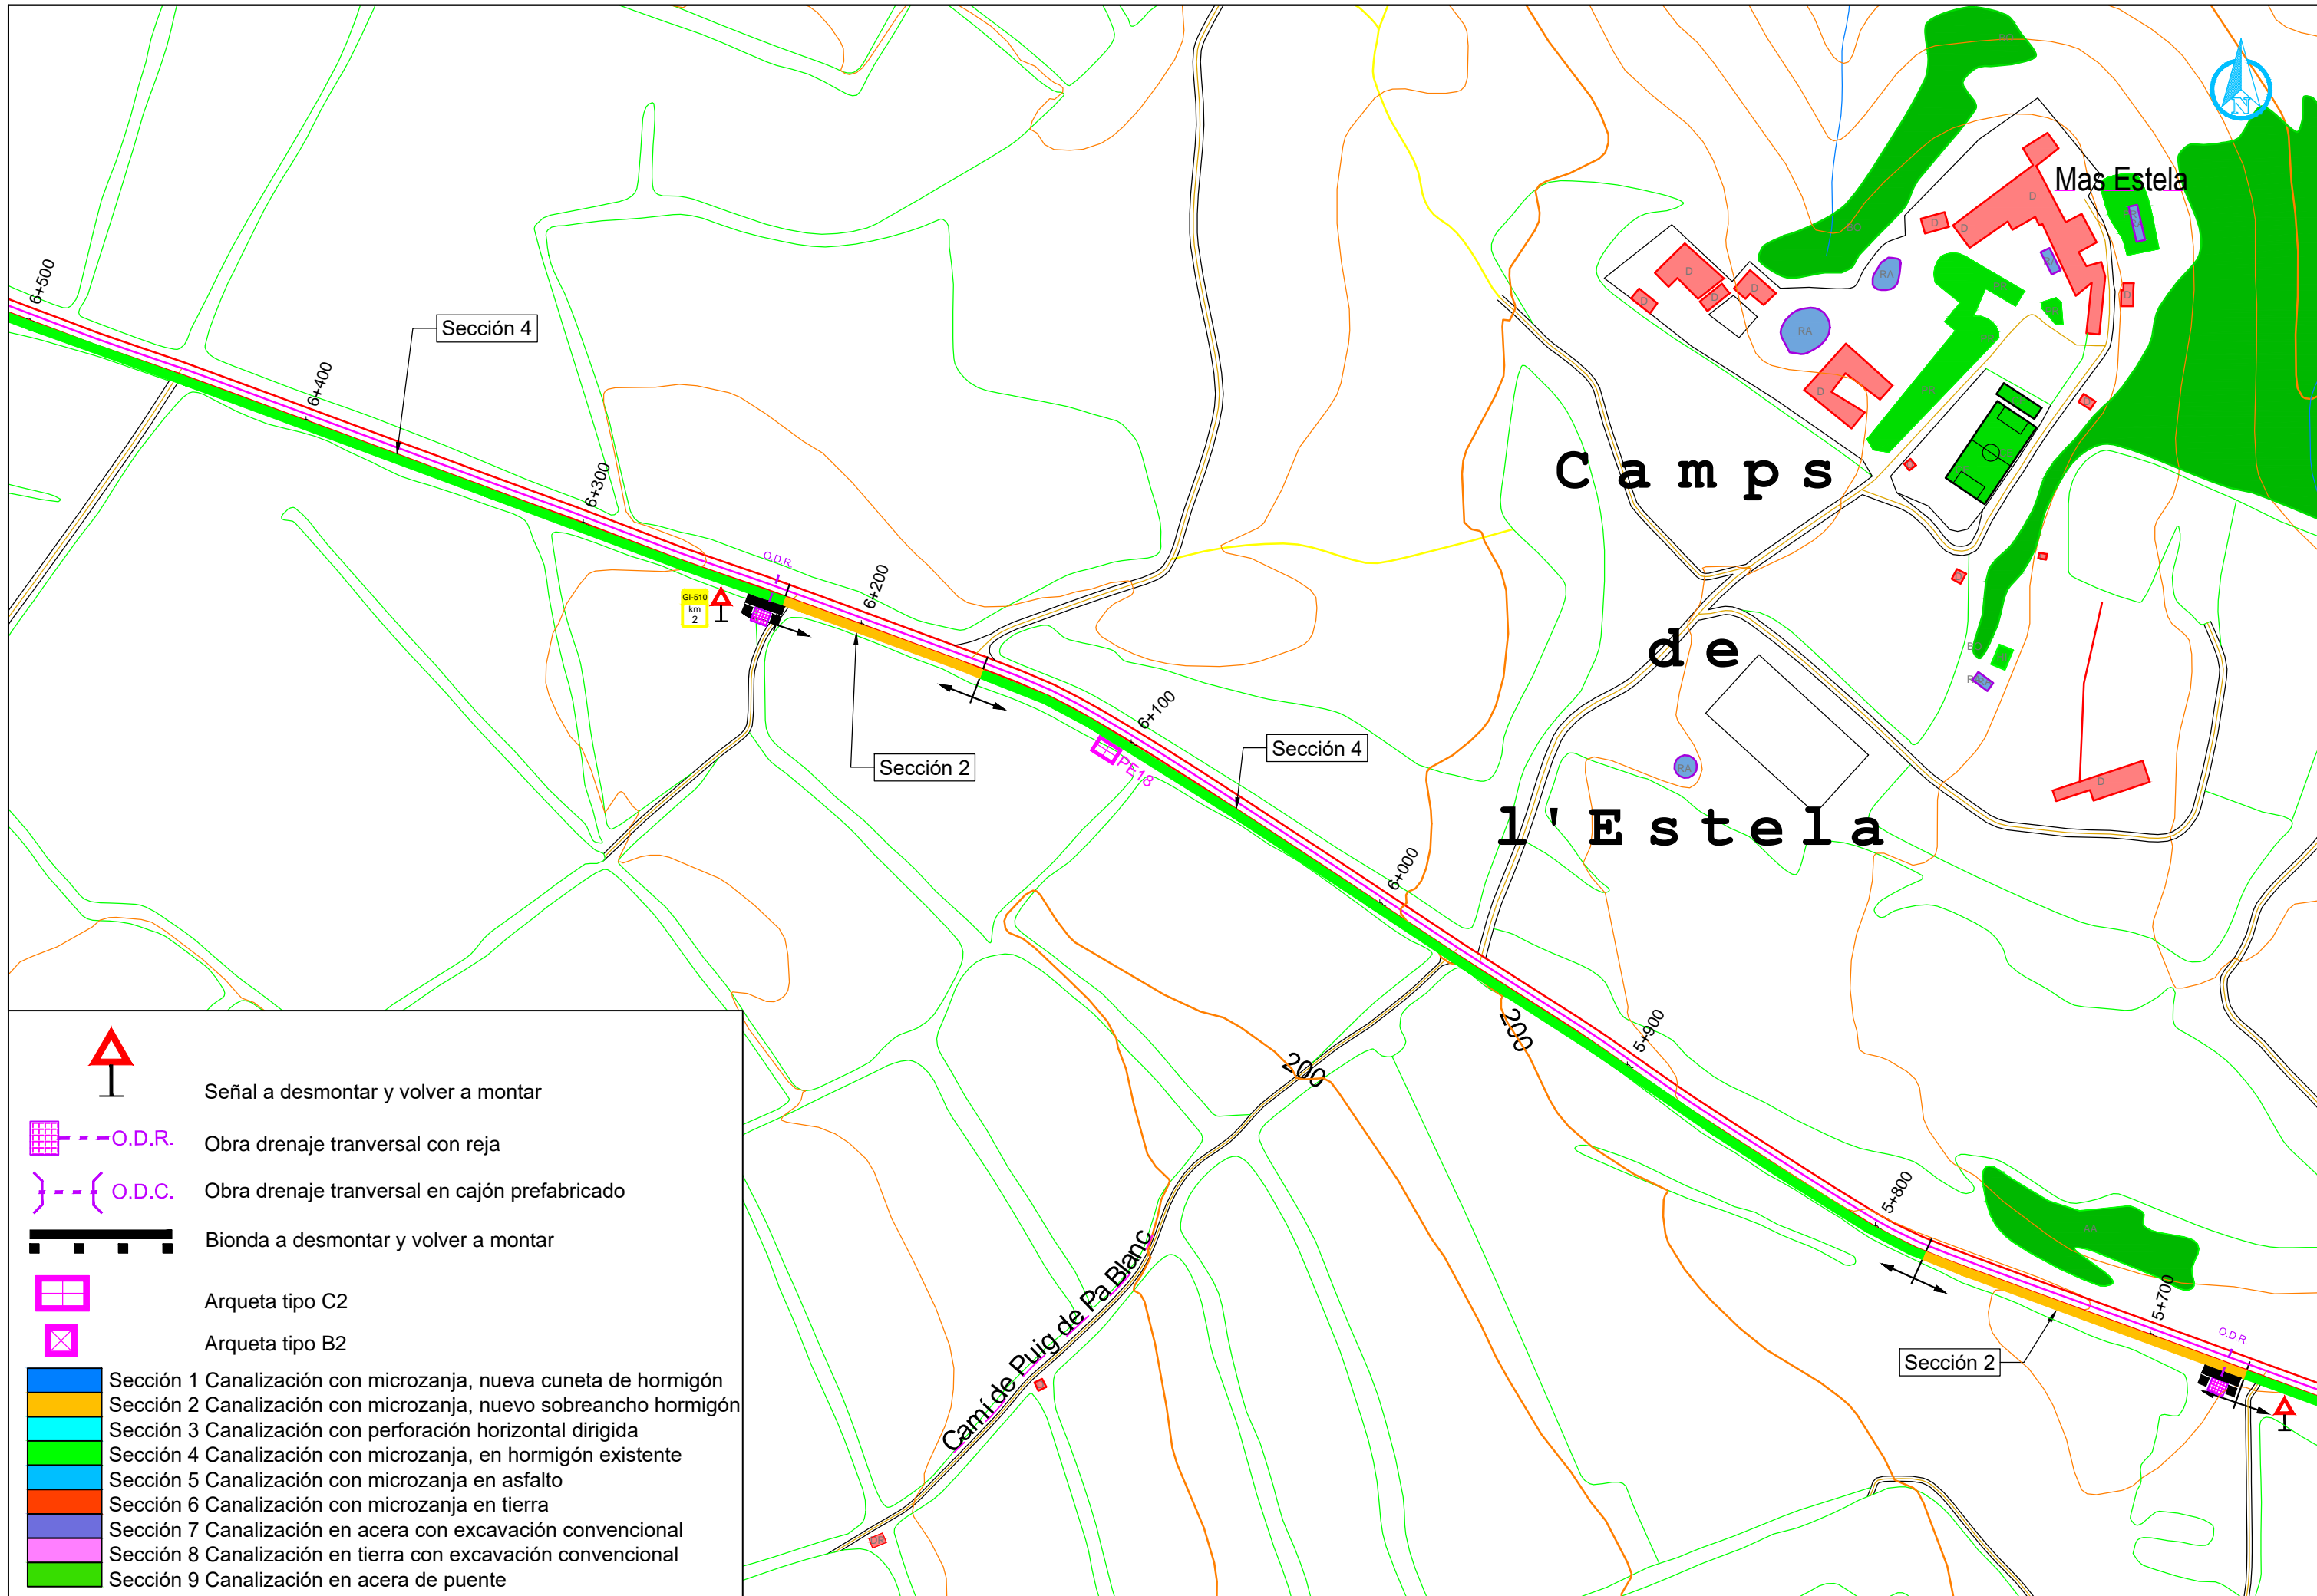 N
Mas Estela
6+500
Sección 4
6+400
C a m p s
6+300
O.D.R.
6+200
GI-510
km
2
d e
6+100
Sección 4
Sección 2
PE18
l' E s t e l a
6+000
200
200
5+900
5+800
Camí de Puig de Pa Blanc
5+700
O.D.R.
Sección 2
D
D
D
D
D
D
D
D
D
D
RA
RA
RA
Señal a desmontar y volver a montar
O.D.R. Obra drenaje tranversal con reja
O.D.C. Obra drenaje tranversal en cajón prefabricado
Bionda a desmontar y volver a montar
Arqueta tipo C2
Arqueta tipo B2
Sección 1 Canalización con microzanja, nueva cuneta de hormigón
Sección 2 Canalización con microzanja, nuevo sobreancho hormigón
Sección 3 Canalización con perforación horizontal dirigida
Sección 4 Canalización con microzanja, en hormigón existente
Sección 5 Canalización con microzanja en asfalto
Sección 6 Canalización con microzanja en tierra
Sección 7 Canalización en acera con excavación convencional
Sección 8 Canalización en tierra con excavación convencional
Sección 9 Canalización en acera de puente